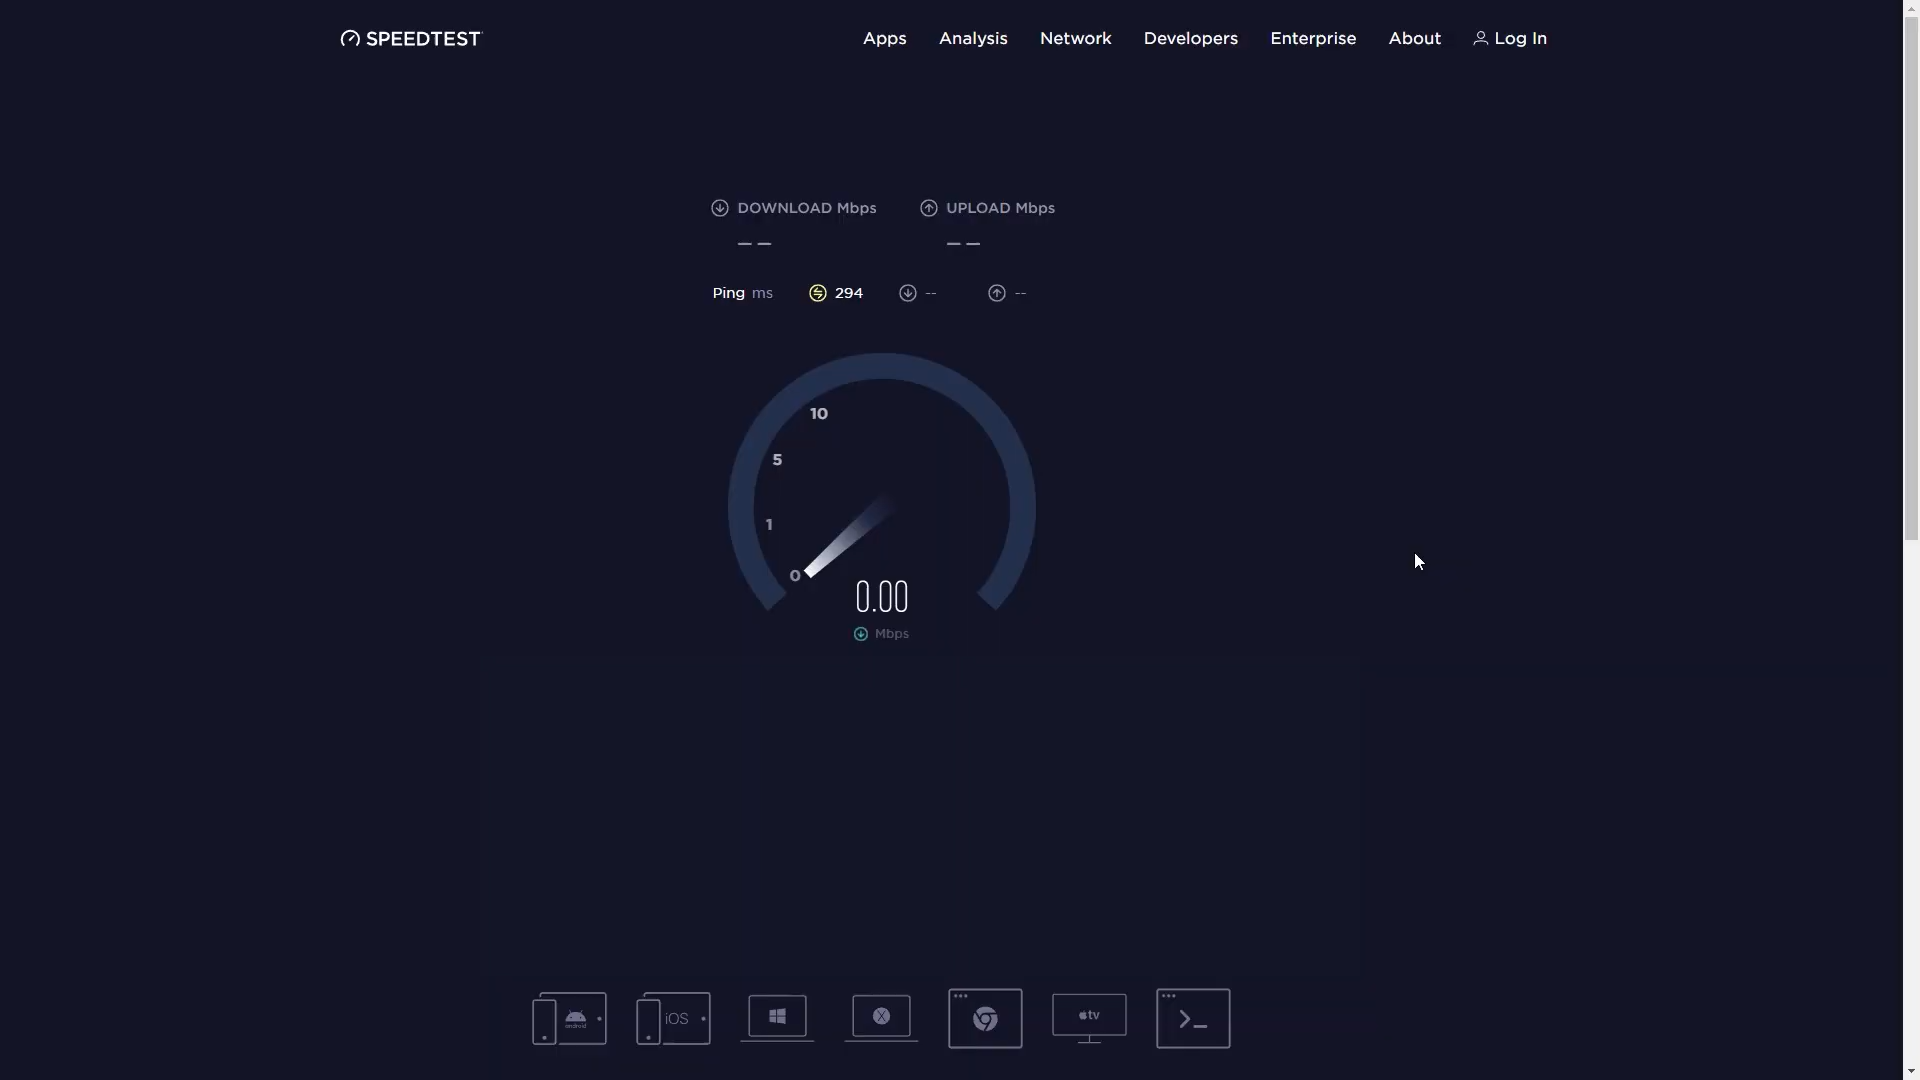 SPEEDTEST
Apps Analysis Network Developers Enterprise About Log In
DOWNLOAD Mbps UPLOAD Mbps
— — — —
Ping ms 294 -- --
10
5
1
0
0.00
Mbps
android iOS X tv